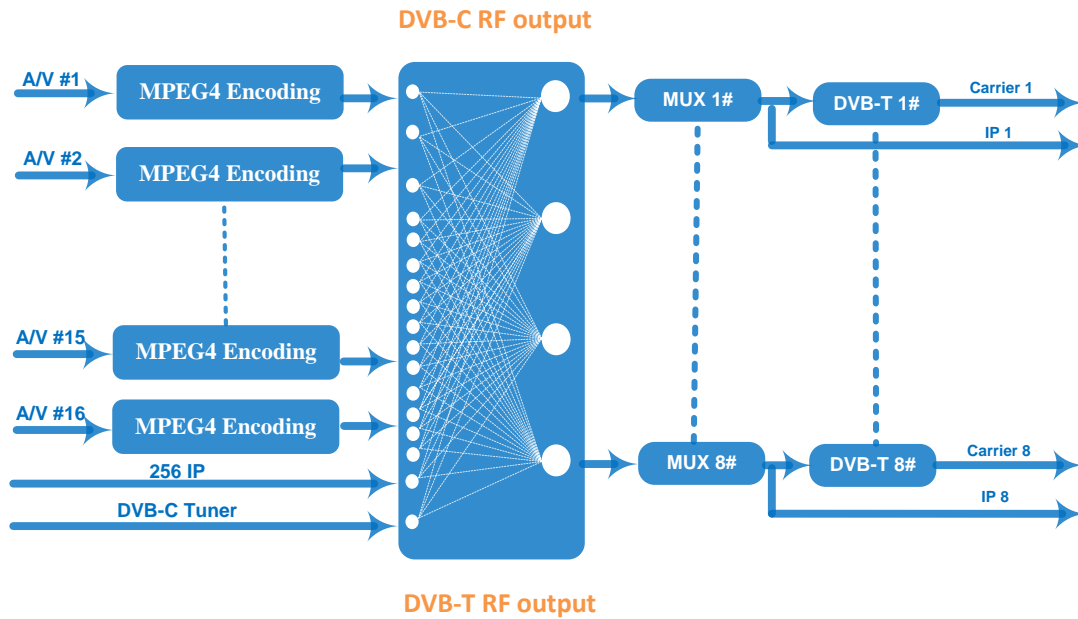 DVB-C RF output
A/V #1
MPEG4 Encoding
MUX 1#
DVB-T 1#
Carrier 1
IP 1
A/V #2
MPEG4 Encoding
A/V #15
MPEG4 Encoding
A/V #16
MPEG4 Encoding
256 IP
DVB-C Tuner
MUX 8#
DVB-T 8#
Carrier 8
IP 8
DVB-T RF output